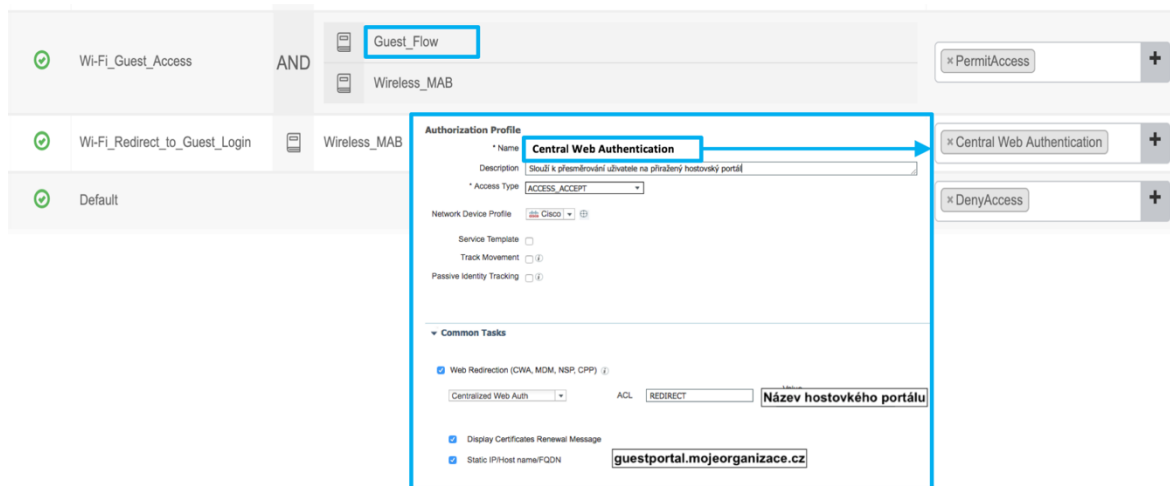 Guest_Flow
Wi-Fi_Guest_Access
AND
Wireless_MAB
× PermitAccess
+
Wi-Fi_Redirect_to_Guest_Login
Wireless_MAB
× Central Web Authentication
+
Default
× DenyAccess
+
Authorization Profile
* Name Central Web Authentication
Description Slouží k přesměrování uživatele na přiražený hostovský portál
* Access Type ACCESS_ACCEPT
Network Device Profile Cisco
Service Template
Track Movement
Passive Identity Tracking
Common Tasks
Web Redirection (CWA, MDM, NSP, CPP)
Centralized Web Auth ACL REDIRECT Název hostovkého portálu
Display Certificates Renewal Message
Static IP/Host name/FQDN guestportal.mojeorganizace.cz